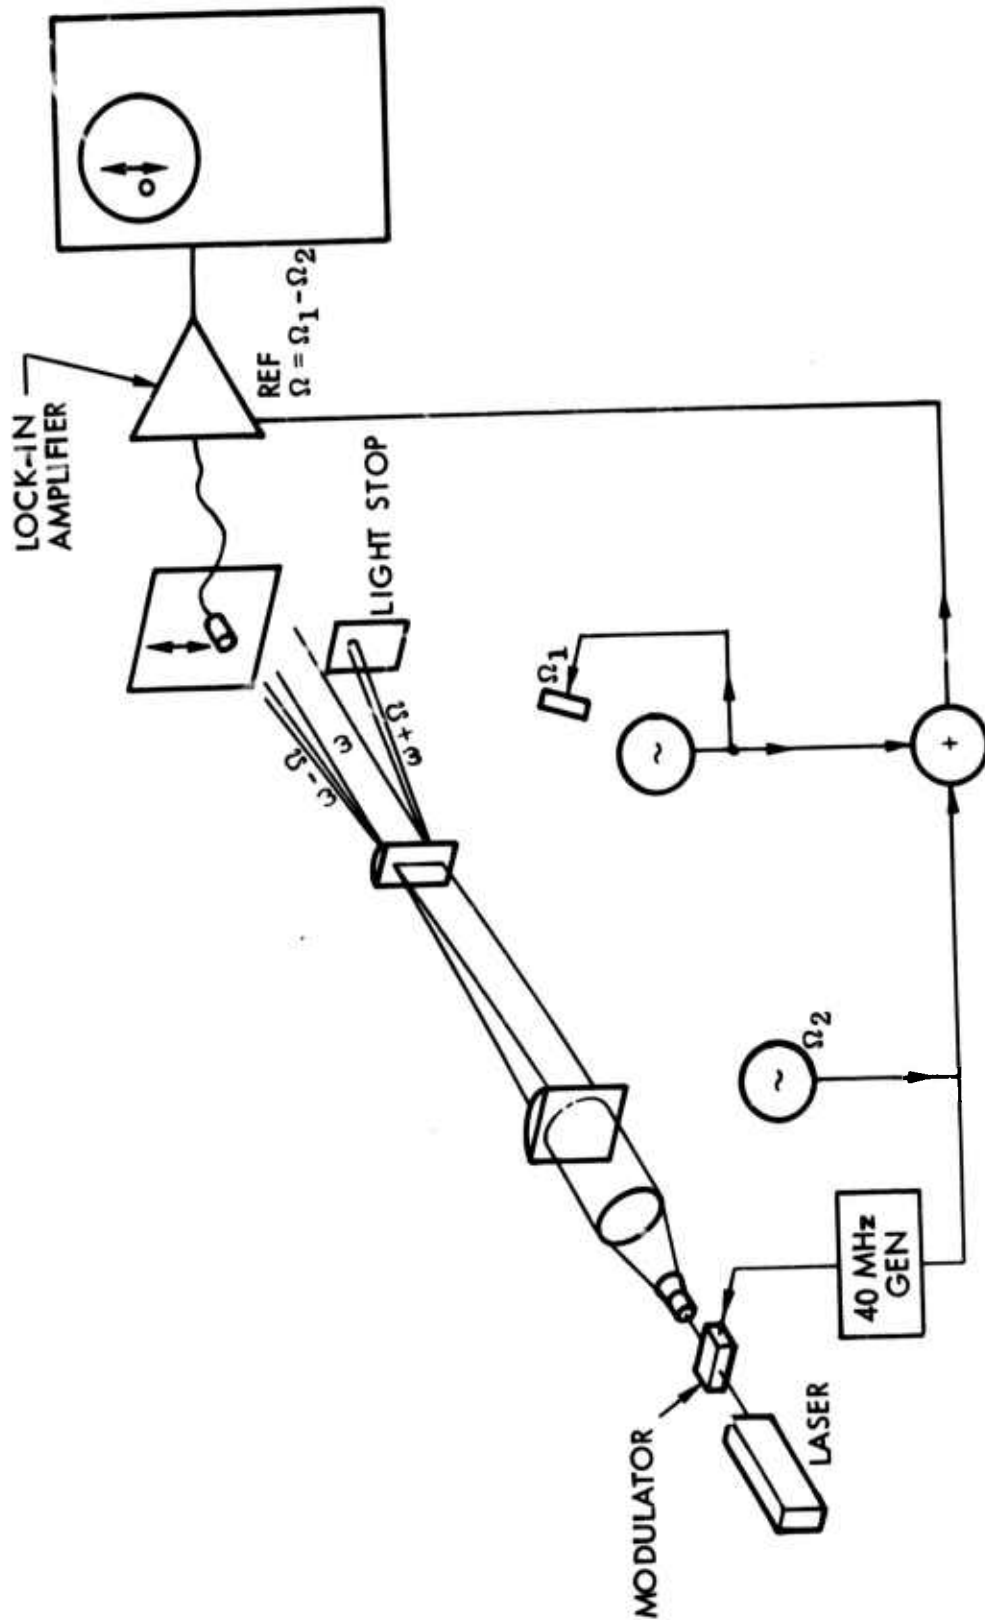 LOCK-IN
AMPLIFIER
REF
Ω = Ω₁-Ω₂
LIGHT STOP
Ω - ω
ω
Ω + ω
Ω₁
~
+
~
Ω₂
40 MHz
GEN
MODULATOR
LASER